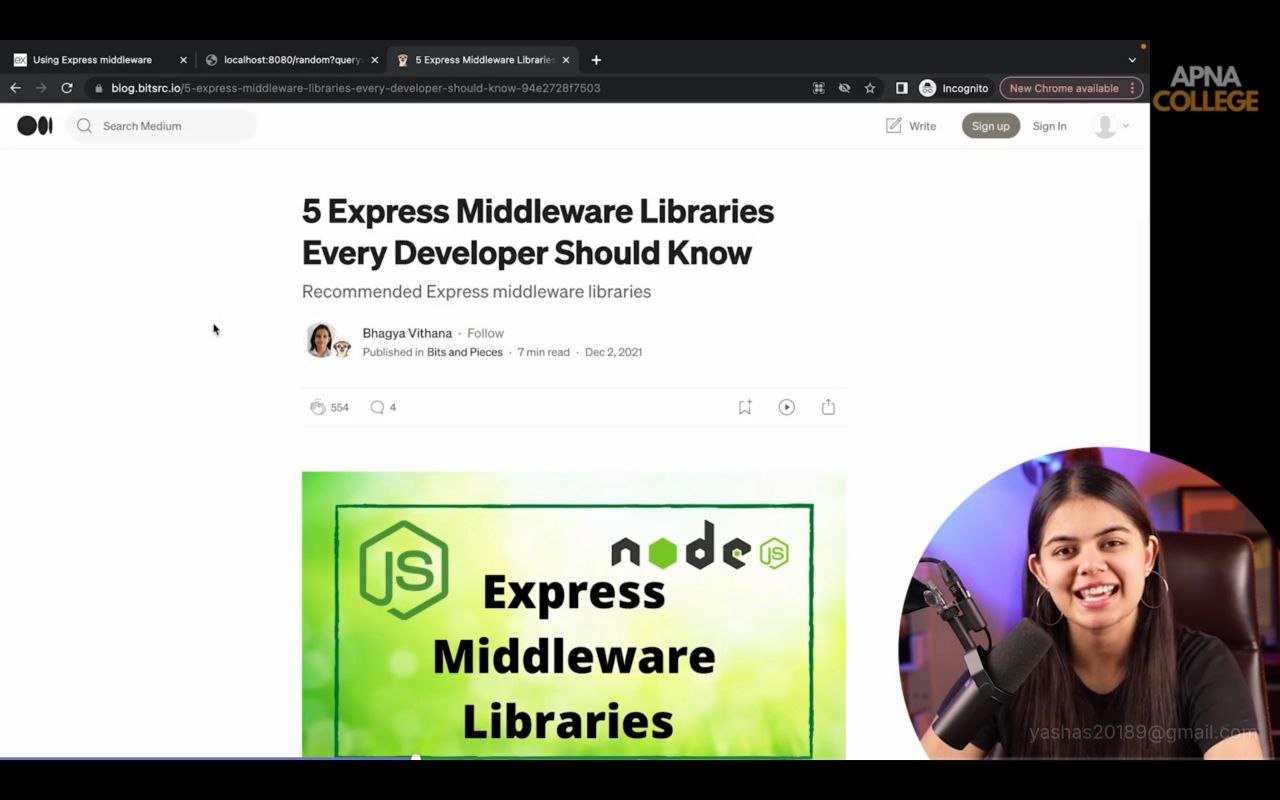 Using Express middleware
localhost:8080/random?query
5 Express Middleware Libraries
blog.bitsrc.io/5-express-middleware-libraries-every-developer-should-know-94e2728f7503
Incognito
New Chrome available
APNA
COLLEGE
Search Medium
Write
Sign up
Sign In
5 Express Middleware Libraries
Every Developer Should Know
Recommended Express middleware libraries
Bhagya Vithana · Follow
Published in Bits and Pieces · 7 min read · Dec 2, 2021
554
4
JS
node
JS
Express
Middleware
Libraries
yashas20189@gmail.com